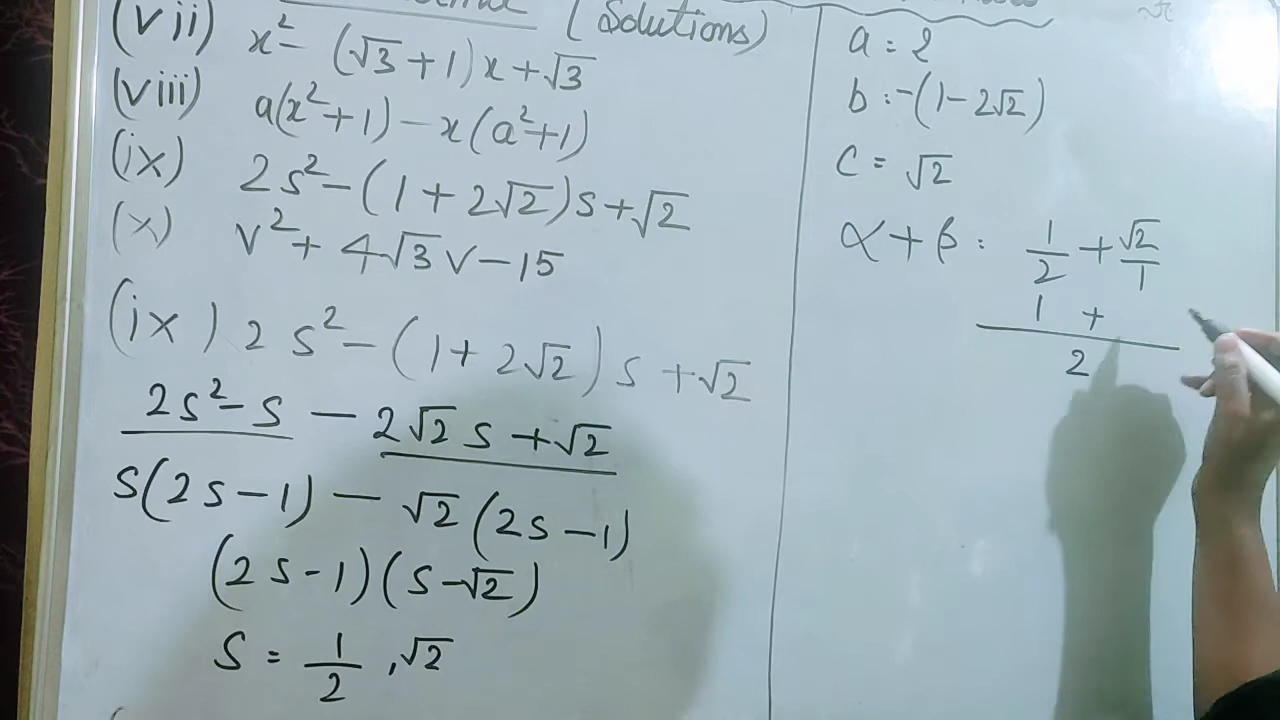 (Solutions)
(vii) x² - (√3+1)x+√3
(viii) a(x²+1) - x(a²+1)
(ix) 2s² - (1+2√2)s+√2
(x) v²+4√3v-15
(ix) 2s² - (1+2√2)s+√2
2s²-s - 2√2s+√2
s(2s-1) - √2(2s-1)
(2s-1)(s-√2)
s = 1/2, √2
a = 2
b = -(1-2√2)
c = √2
α+β = 1/2 + √2/1
1 +
2